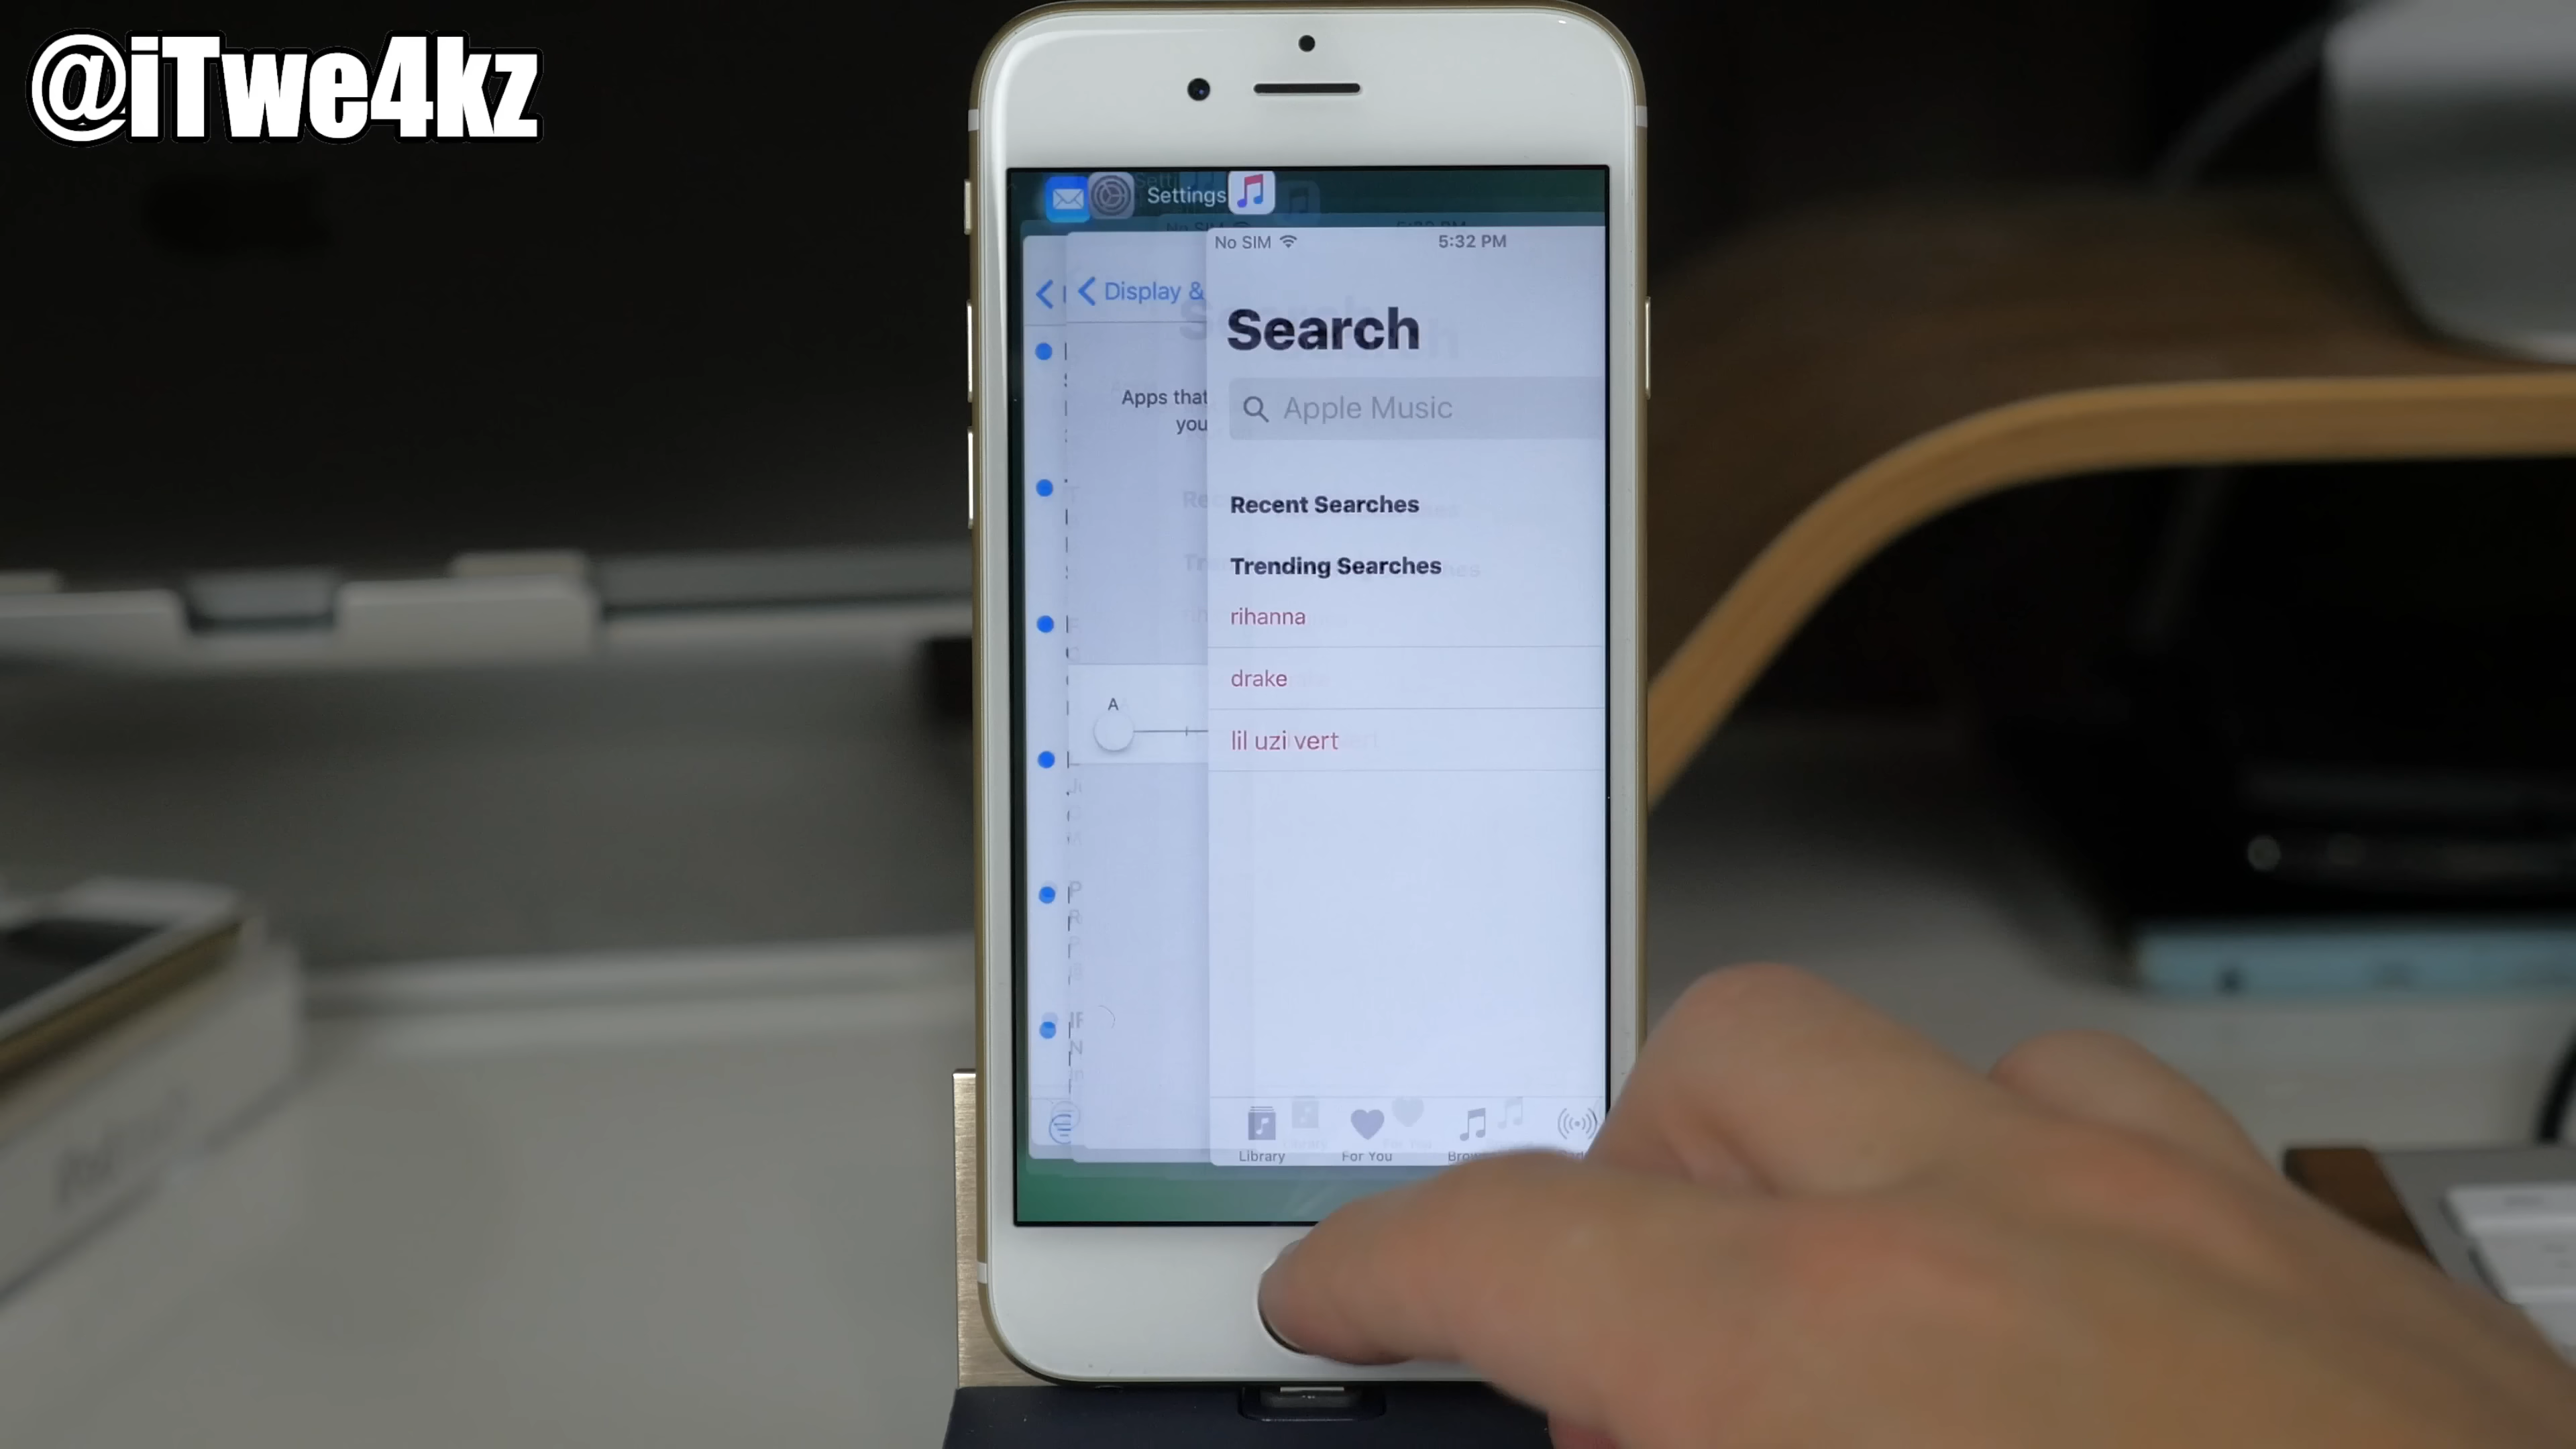 @iTwe4kz
Settings
No SIM
5:32 PM
Display &
Search
Apps that
you
Apple Music
Recent Searches
Trending Searches
rihanna
drake
lil uzi vert
A
Library
For You